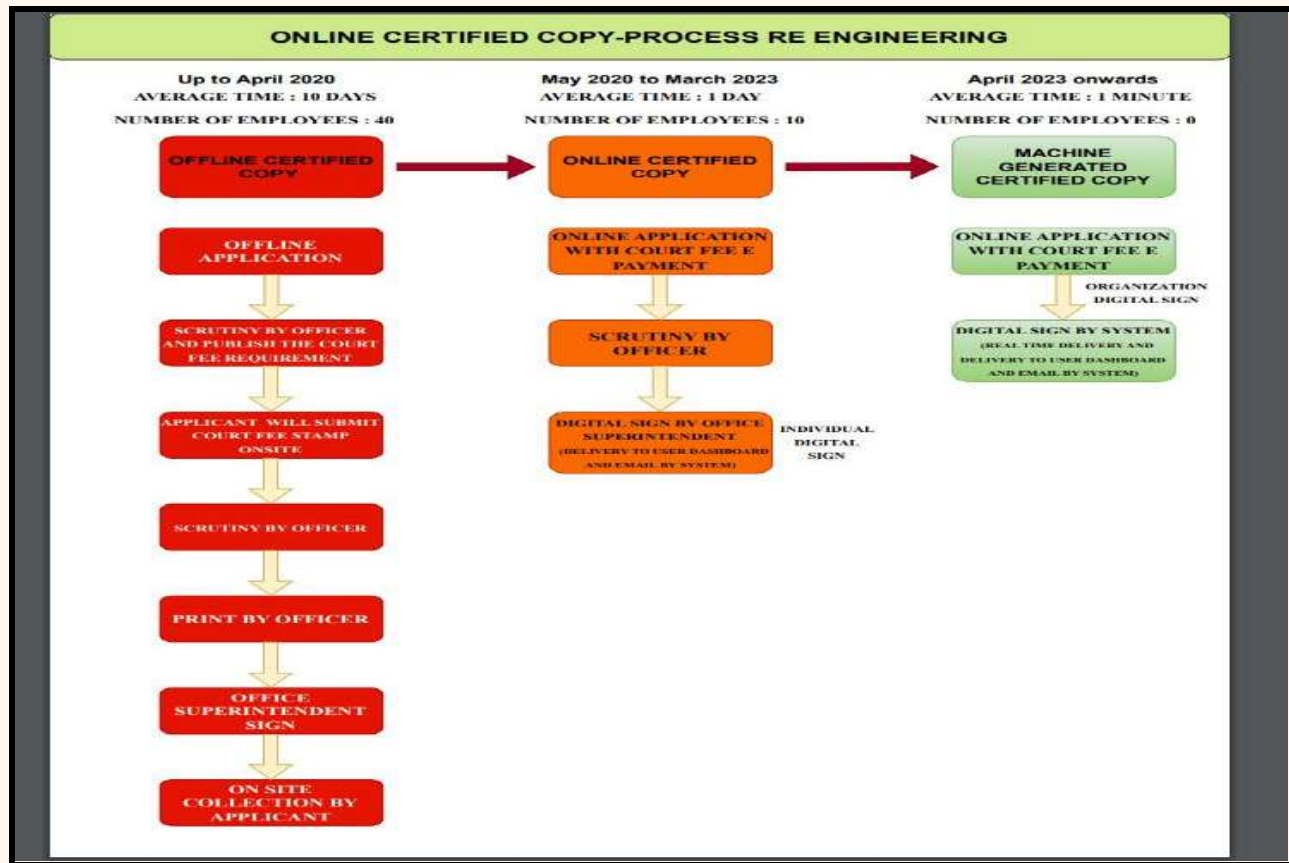 ONLINE CERTIFIED COPY-PROCESS RE ENGINEERING
Up to April 2020
AVERAGE TIME : 10 DAYS
NUMBER OF EMPLOYEES : 40
May 2020 to March 2023
AVERAGE TIME : 1 DAY
NUMBER OF EMPLOYEES : 10
April 2023 onwards
AVERAGE TIME : 1 MINUTE
NUMBER OF EMPLOYEES : 0
OFFLINE CERTIFIED
COPY
ONLINE CERTIFIED
COPY
MACHINE
GENERATED
CERTIFIED COPY
OFFLINE
APPLICATION
SCRUTINY BY OFFICER
AND PUBLISH THE COURT
FEE REQUIREMENT
APPLICANT WILL SUBMIT
COURT FEE STAMP
ONSITE
SCRUTINY BY OFFICER
PRINT BY OFFICER
OFFICE
SUPERINTENDENT
SIGN
ON SITE
COLLECTION BY
APPLICANT
ONLINE APPLICATION
WITH COURT FEE E
PAYMENT
SCRUTINY BY
OFFICER
DIGITAL SIGN BY OFFICE
SUPERINTENDENT
(DELIVERY TO USER DASHBOARD
AND EMAIL BY SYSTEM)
INDIVIDUAL
DIGITAL
SIGN
ONLINE APPLICATION
WITH COURT FEE E
PAYMENT
ORGANIZATION
DIGITAL SIGN
DIGITAL SIGN BY SYSTEM
(REAL TIME DELIVERY AND
DELIVERY TO USER DASHBOARD
AND EMAIL BY SYSTEM)